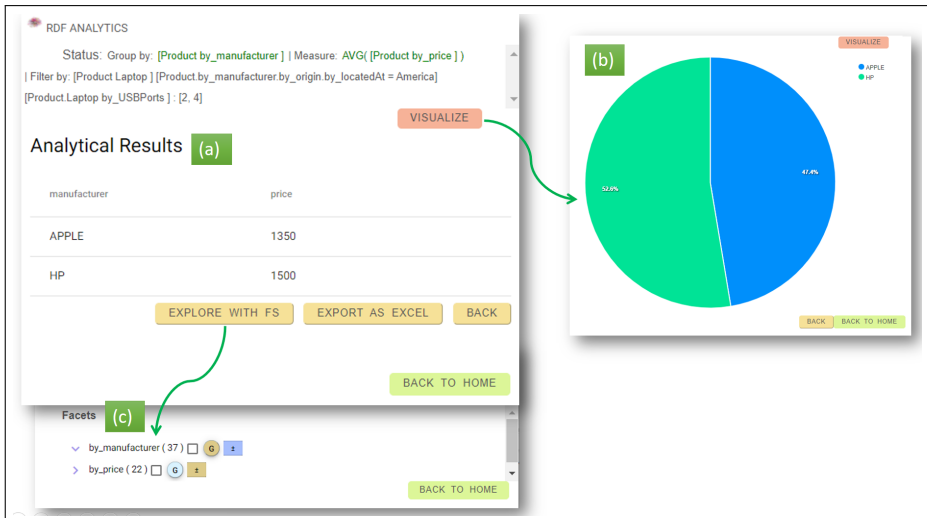 RDF ANALYTICS
Status: Group by: [Product by_manufacturer ] | Measure: AVG( [Product by_price ] )
| Filter by: [Product Laptop ] [Product.by_manufacturer.by_origin.by_locatedAt = America]
[Product.Laptop by_USBPorts ] : [2, 4]
VISUALIZE
Analytical Results (a)
manufacturer price
APPLE 1350
HP 1500
EXPLORE WITH FS EXPORT AS EXCEL BACK
BACK TO HOME
(b)
VISUALIZE
APPLE
HP
47.4%
52.6%
BACK BACK TO HOME
Facets (c)
by_manufacturer ( 37 ) G ±
by_price ( 22 ) G ±
BACK TO HOME